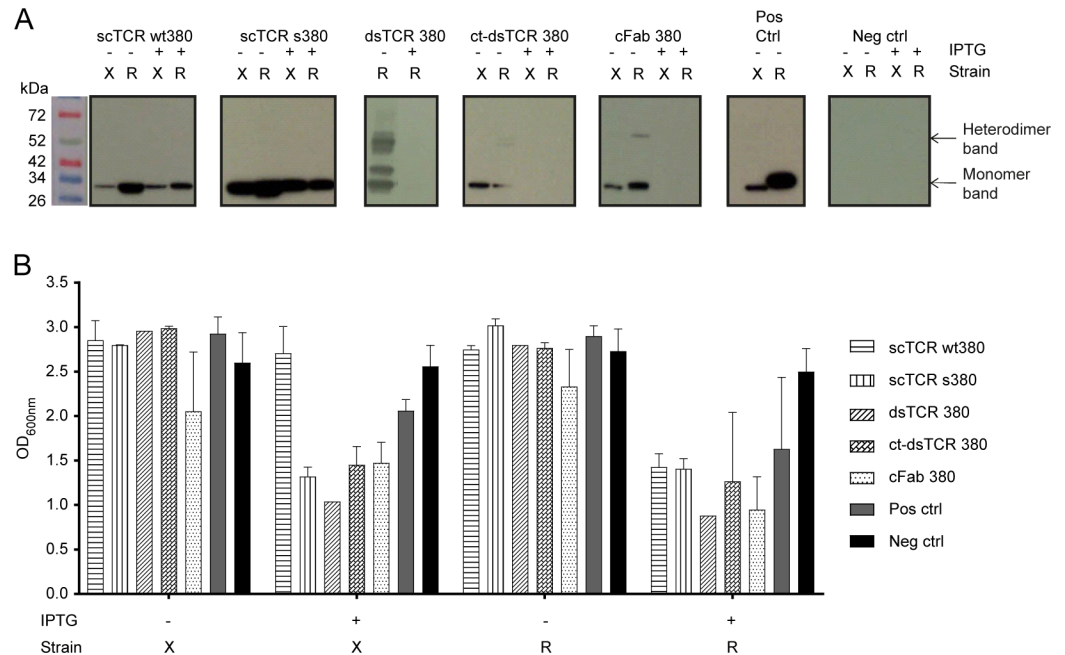 A
scTCR wt380 scTCR s380 dsTCR 380 ct-dsTCR 380 cFab 380 Pos Ctrl Neg ctrl
- - + + - - + + - + - - + + - - + + - - - - + + IPTG
X R X R X R X R R R X R X R X R X R X R X R X R Strain
kDa
72
52
42
34
26
Heterodimer
band
Monomer
band
B
3.5
3.0
2.5
2.0
1.5
1.0
0.5
0.0
OD600nm
scTCR wt380
scTCR s380
dsTCR 380
ct-dsTCR 380
cFab 380
Pos ctrl
Neg ctrl
IPTG - + - +
Strain X X R R